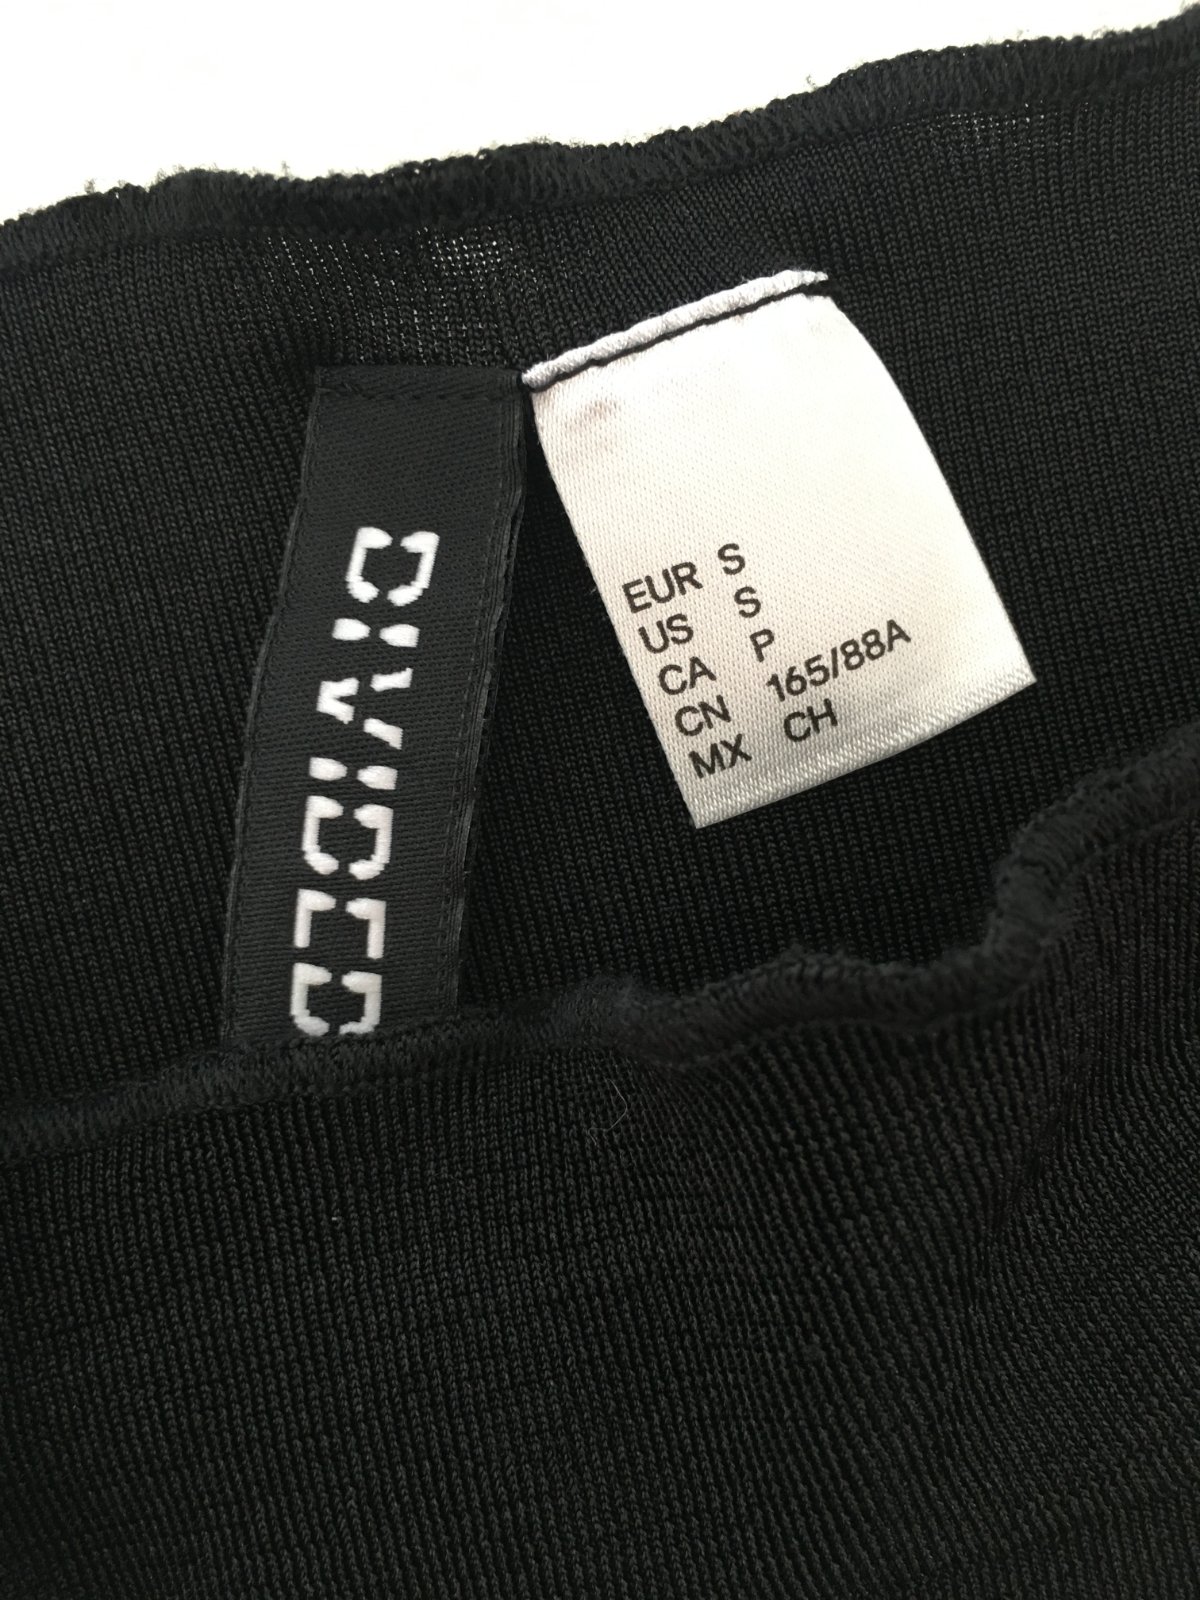 DIVIDED
EUR S
US S
CA P
CN 165/88A
MX CH